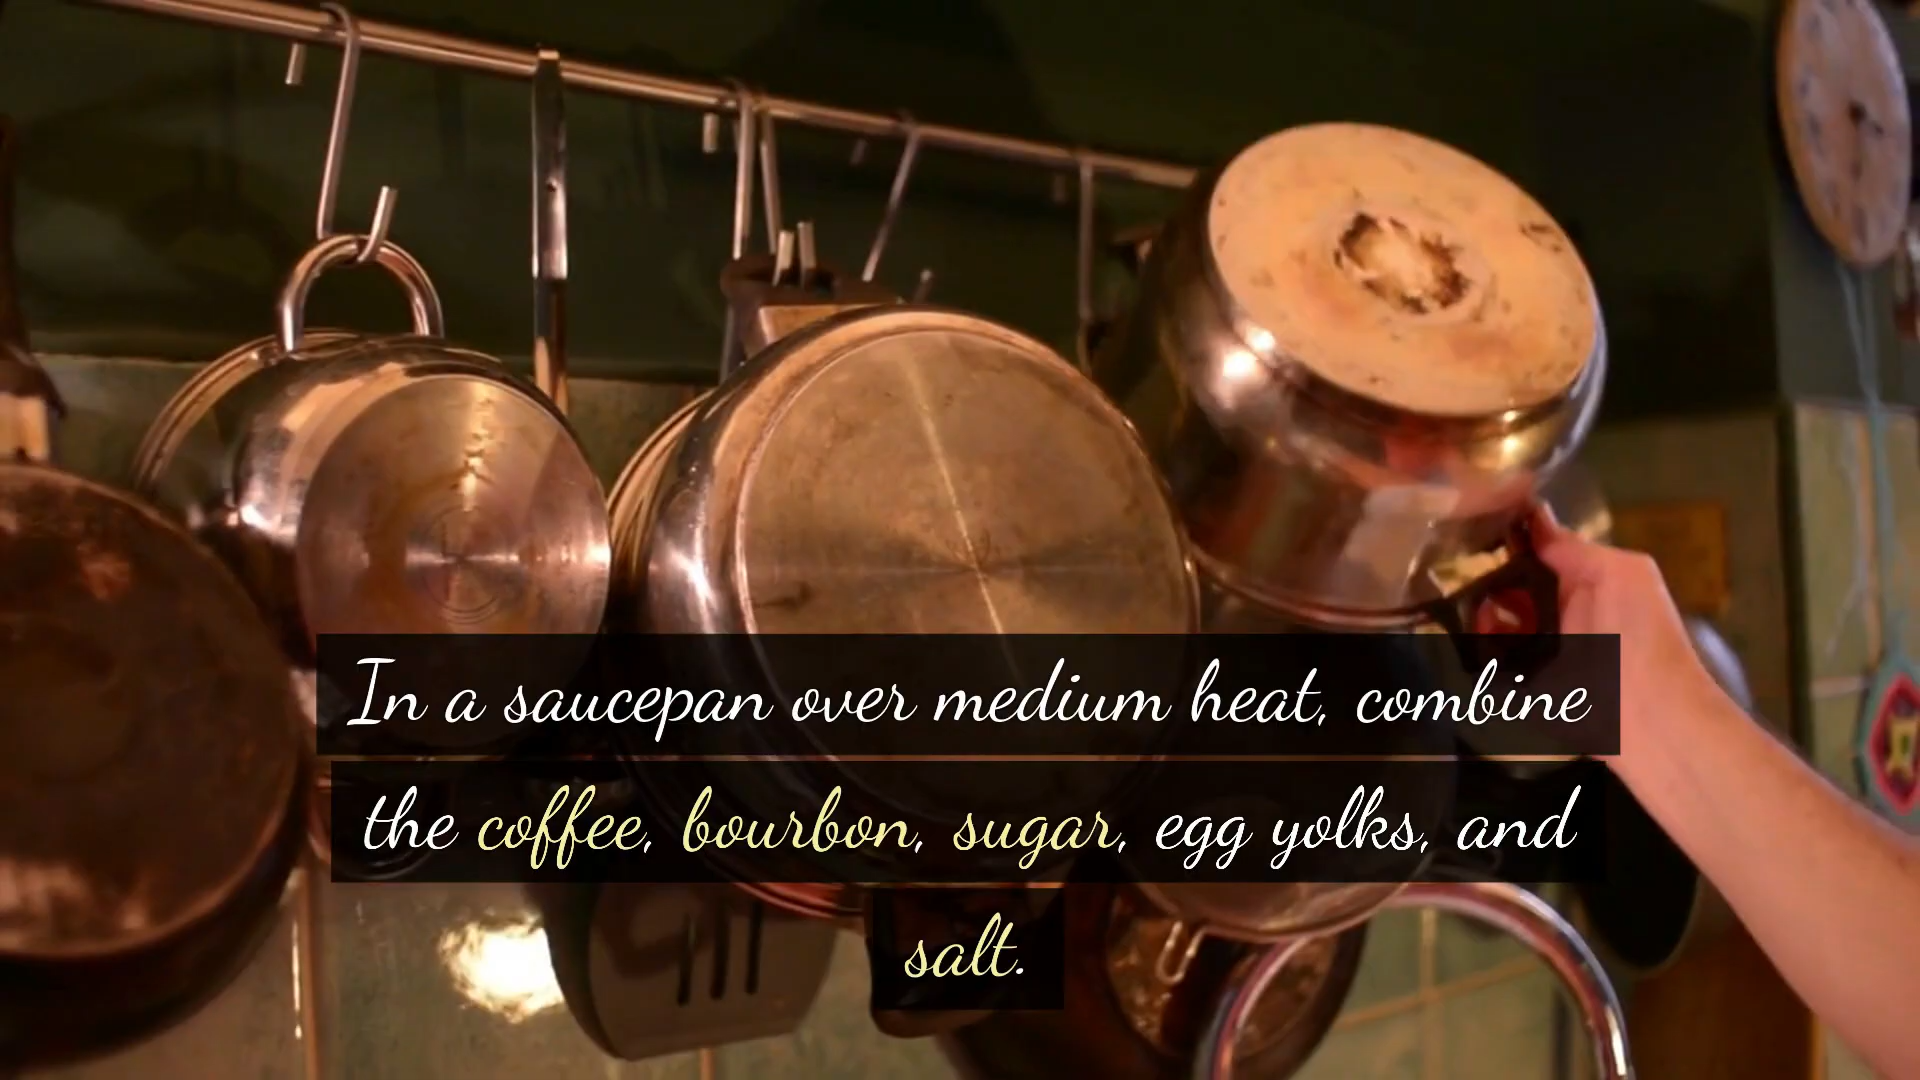 In a saucepan over medium heat, combine
the coffee, bourbon, sugar, egg yolks, and
salt.